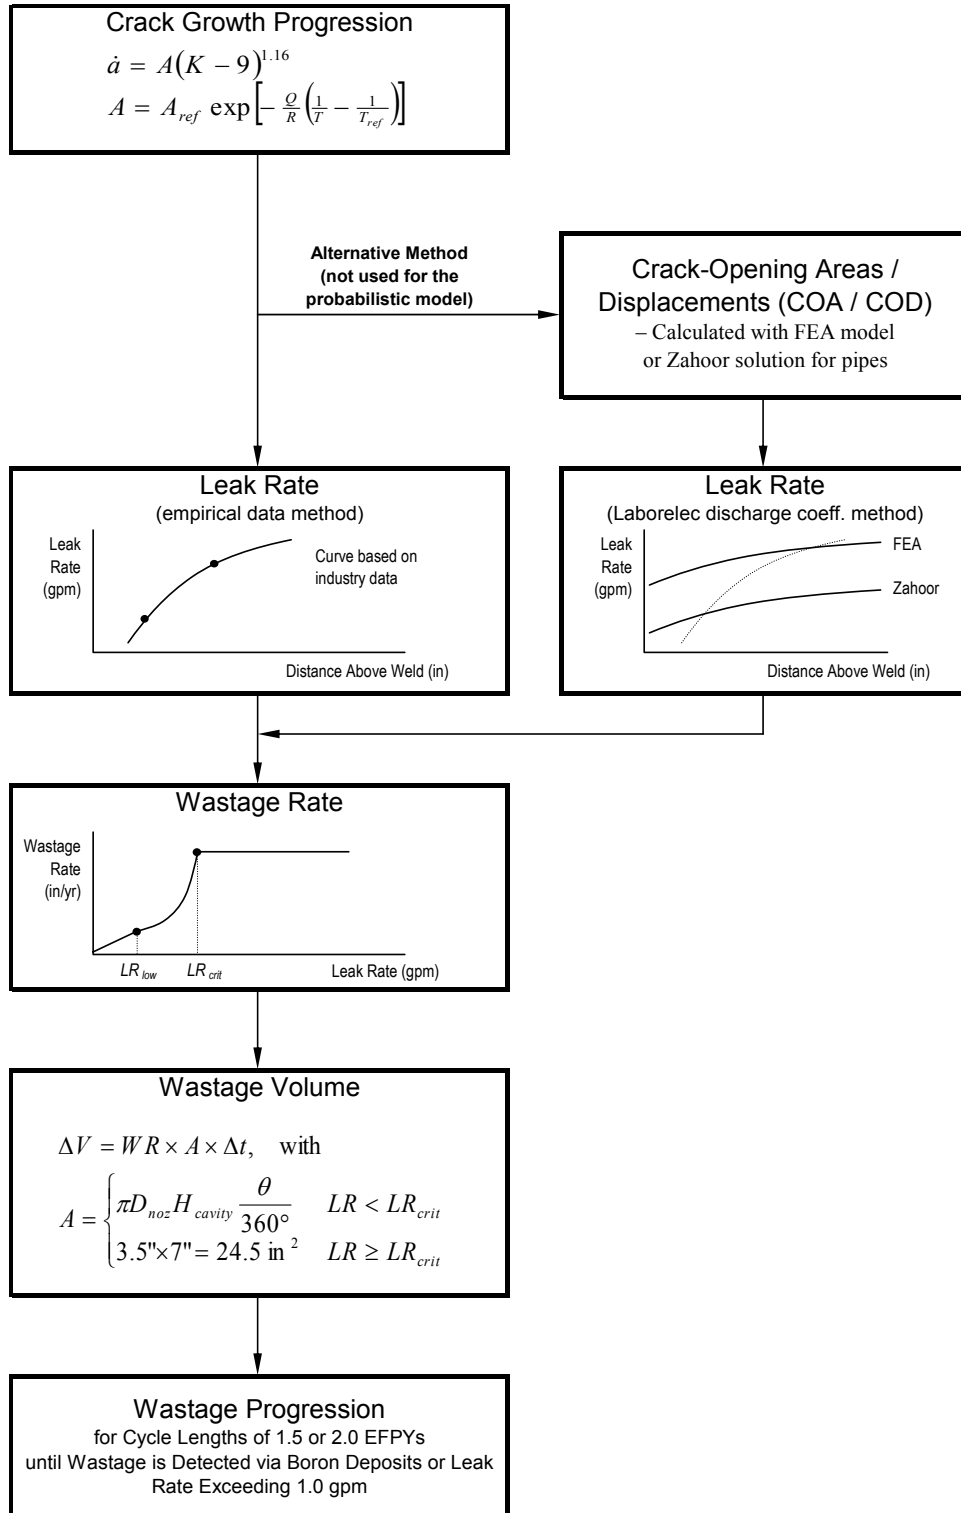 Crack Growth Progression
ȧ = A(K − 9)^1.16
A = A_ref exp[− Q/R (1/T − 1/T_ref)]
Alternative Method
(not used for the
probabilistic model)
Crack-Opening Areas /
Displacements (COA / COD)
– Calculated with FEA model
or Zahoor solution for pipes
Leak Rate
(empirical data method)
Leak
Rate
(gpm)
Curve based on
industry data
Distance Above Weld (in)
Leak Rate
(Laborelec discharge coeff. method)
Leak
Rate
(gpm)
FEA
Zahoor
Distance Above Weld (in)
Wastage Rate
Wastage
Rate
(in/yr)
LR low
LR crit
Leak Rate (gpm)
Wastage Volume
ΔV = WR × A × Δt, with
A = { πD_noz H_cavity θ/360° LR < LR_crit
3.5"×7" = 24.5 in² LR ≥ LR_crit
Wastage Progression
for Cycle Lengths of 1.5 or 2.0 EFPYs
until Wastage is Detected via Boron Deposits or Leak
Rate Exceeding 1.0 gpm